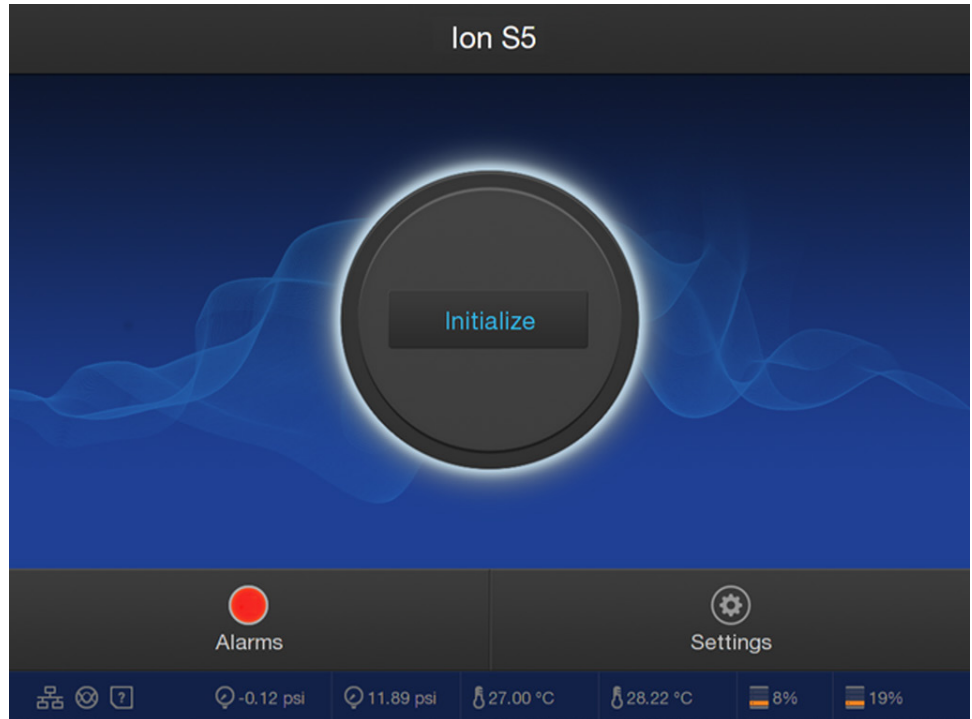 Ion S5
Initialize
Alarms
Settings
? -0.12 psi 11.89 psi 27.00 °C 28.22 °C 8% 19%